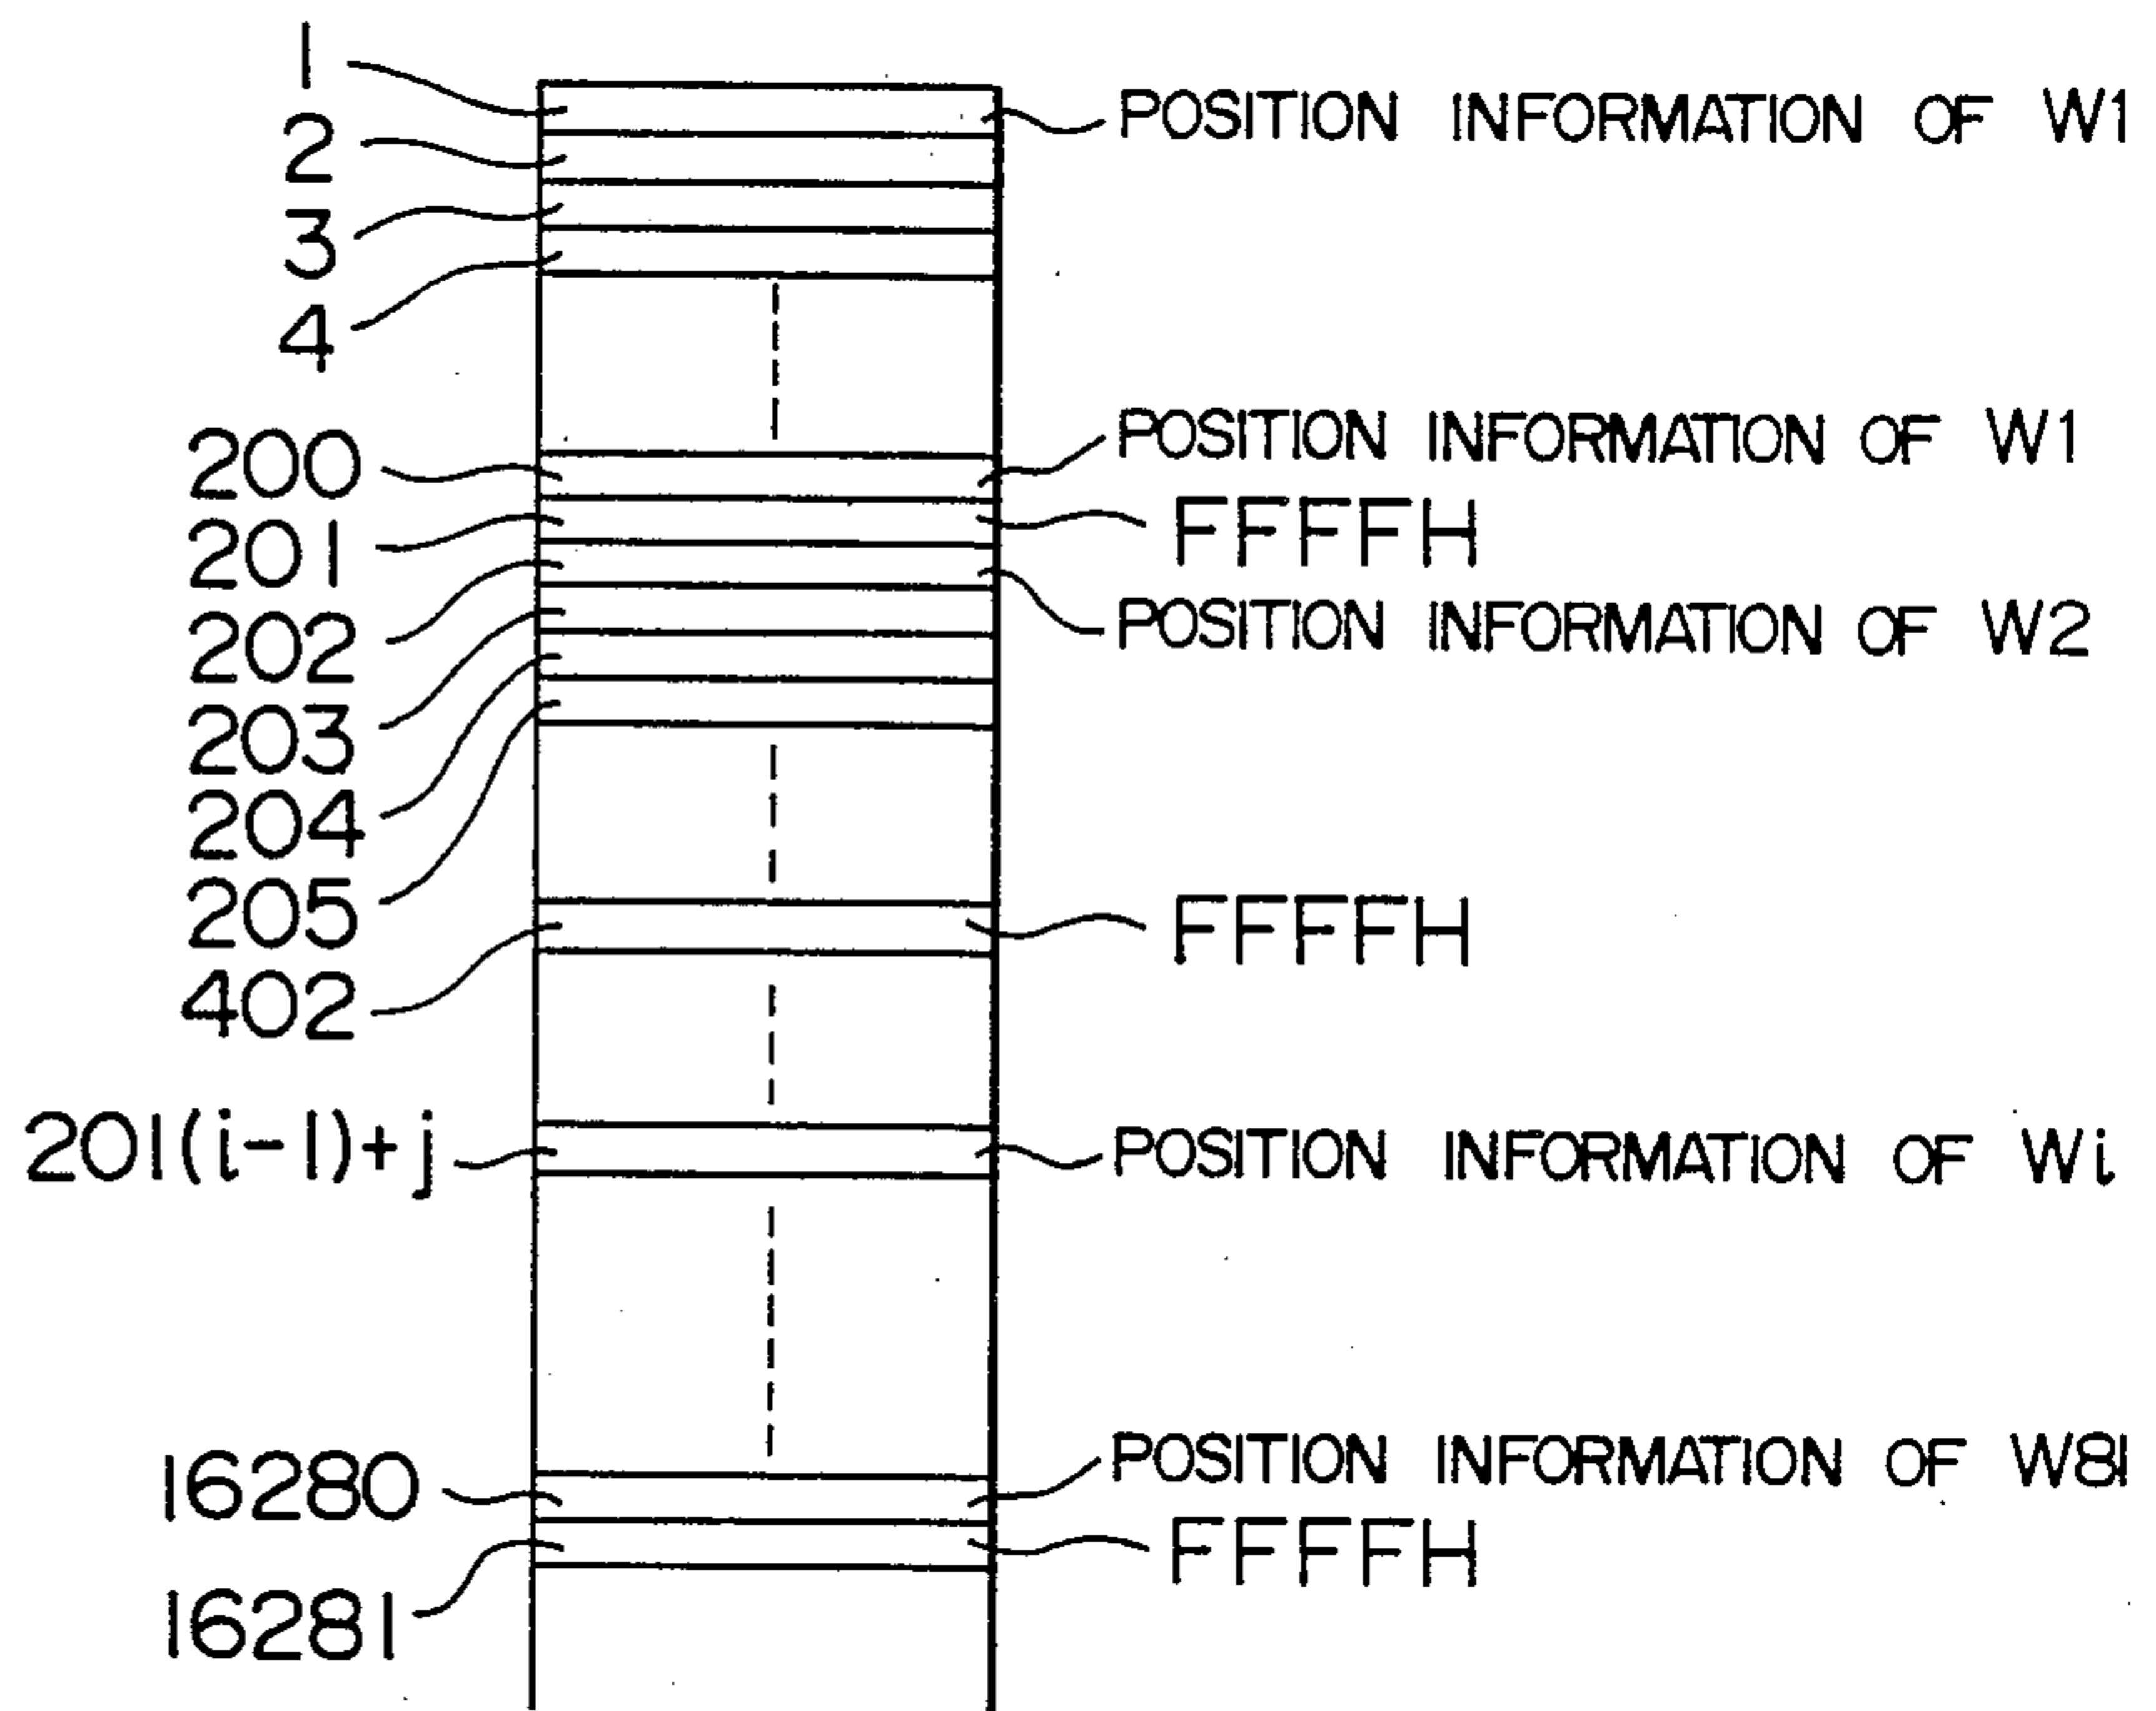 1 POSITION INFORMATION OF W1
2
3
4
200 POSITION INFORMATION OF W1
201 FFFFH
202 POSITION INFORMATION OF W2
203
204
205
402 FFFFH
201(i-1)+j POSITION INFORMATION OF Wi
16280 POSITION INFORMATION OF W81
16281 FFFFH